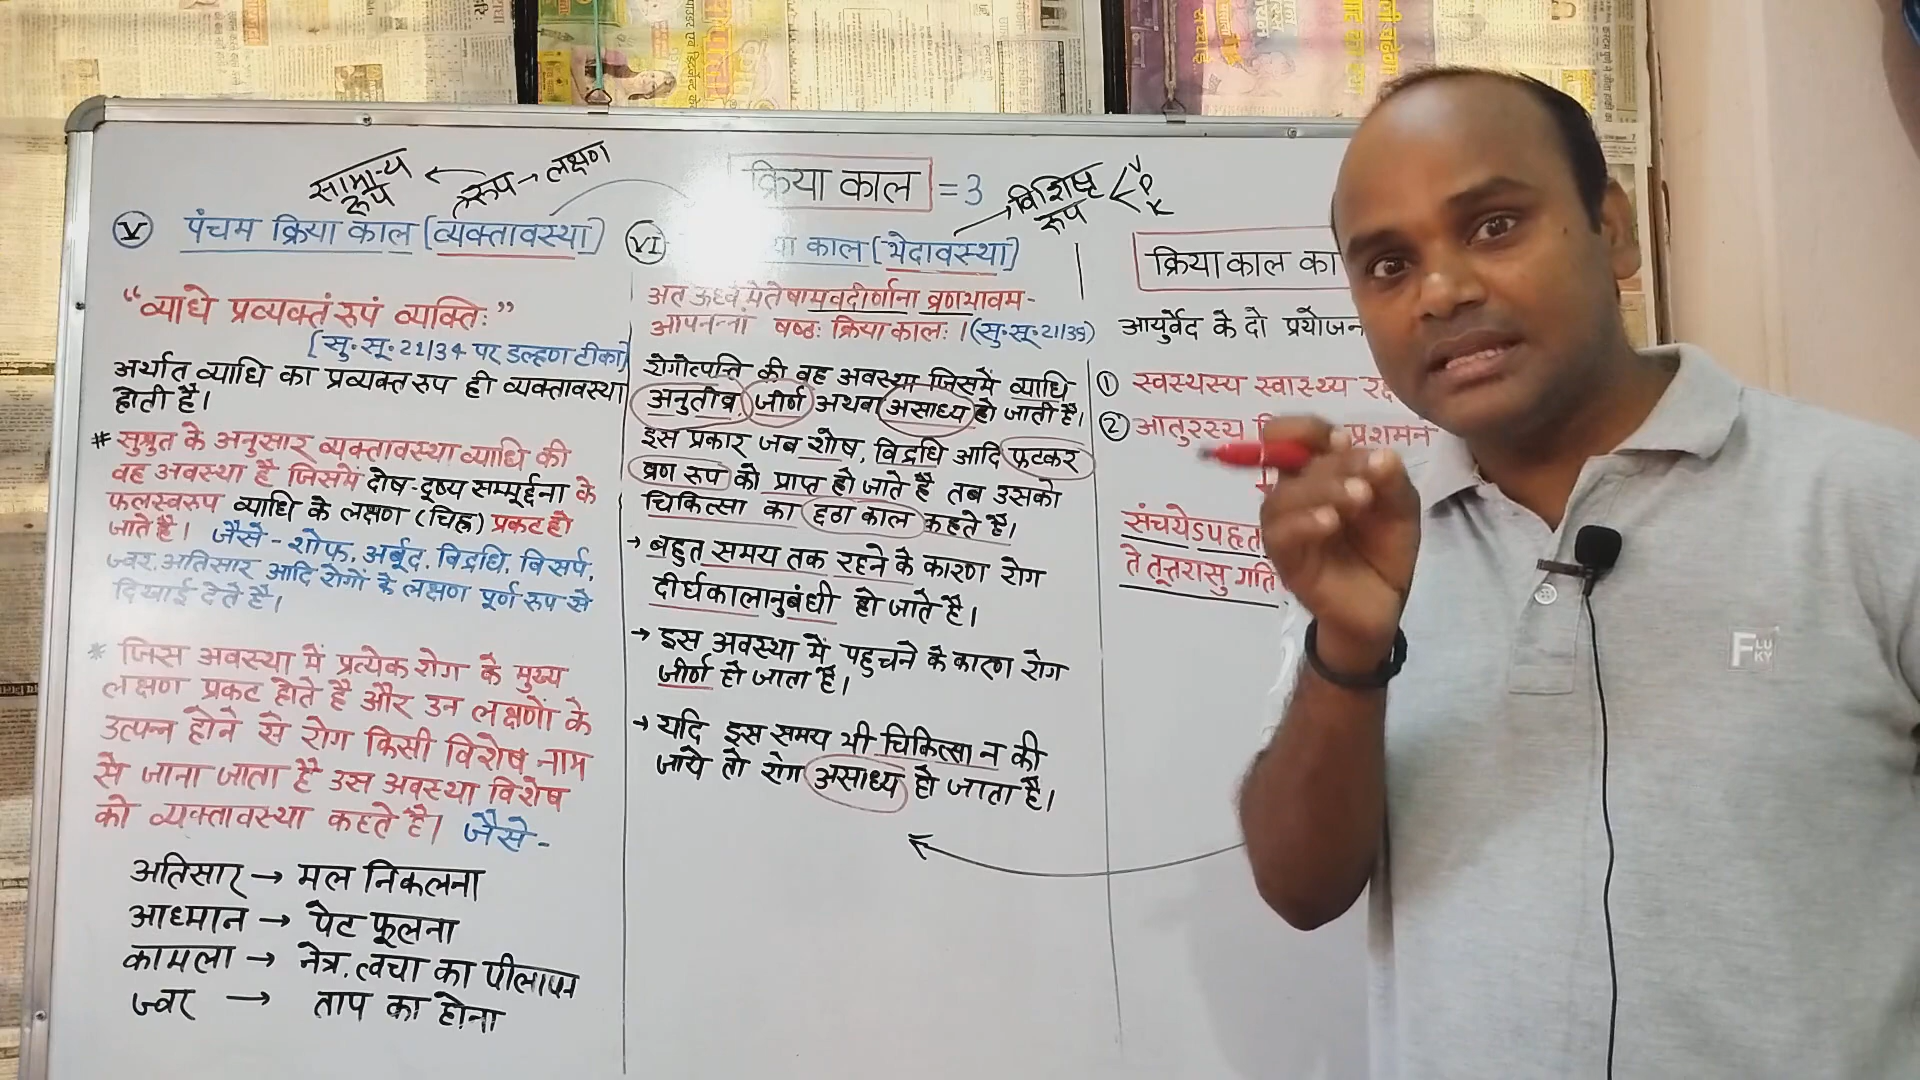 क्रिया काल = 3
सामान्य रूप ← रूप → लक्षण
V पंचम क्रिया काल (व्यक्तावस्था)
"व्याधे प्रव्यक्तं रूपं व्यक्तिः"
(सु॰सू॰ 21/34 पर डल्हण टीका)
अर्थात व्याधि का प्रव्यक्त रूप ही व्यक्तावस्था
होती है।
# सुश्रुत के अनुसार व्यक्तावस्था व्याधि की
वह अवस्था है जिसमें दोष-दूष्य सम्मूर्च्छना के
फलस्वरूप व्याधि के लक्षण (चिह्न) प्रकट हो
जाते है। जैसे - शोफ, अर्बूद, विद्रधि, विसर्प,
ज्वर, अतिसार आदि रोगों के लक्षण पूर्ण रूप से
दिखाई देते है।
* जिस अवस्था में प्रत्येक रोग के मुख्य
लक्षण प्रकट होते है और उन लक्षणों के
उत्पन्न होने से रोग किसी विशेष नाम
से जाना जाता है उस अवस्था विशेष
को व्यक्तावस्था कहते है। जैसे -
अतिसार → मल निकलना
आध्मान → पेट फूलना
कामला → नेत्र, त्वचा का पीलापन
ज्वर → ताप का होना
→ विशिष्ट रूप < V P K
VI काल (भेदावस्था)
अत ऊर्ध्वमेतेषामवदीर्णानां व्रणभावम-
आपन्नानां षष्ठः क्रियाकालः। (सु॰सू॰ 21/35)
रोगोत्पत्ति की वह अवस्था जिसमें व्याधि
अनुतीव्र, जीर्ण अथवा असाध्य हो जाती है।
इस प्रकार जब शोष, विद्रधि आदि फटकर
व्रण रूप को प्राप्त हो जाते है तब उसको
चिकित्सा का छठा काल कहते है।
→ बहुत समय तक रहने के कारण रोग
दीर्घकालानुबंधी हो जाते है।
→ इस अवस्था में पहुचने के कारण रोग
जीर्ण हो जाता है।
→ यदि इस समय भी चिकित्सा न की
जाये तो रोग असाध्य हो जाता है।
क्रियाकाल का
आयुर्वेद के दो प्रयोजन
① स्वस्थस्य स्वास्थ्य
② आतुरस्य प्रशमन
संचयेऽपहृता
ते तूत्तरासु गति
FLUKY